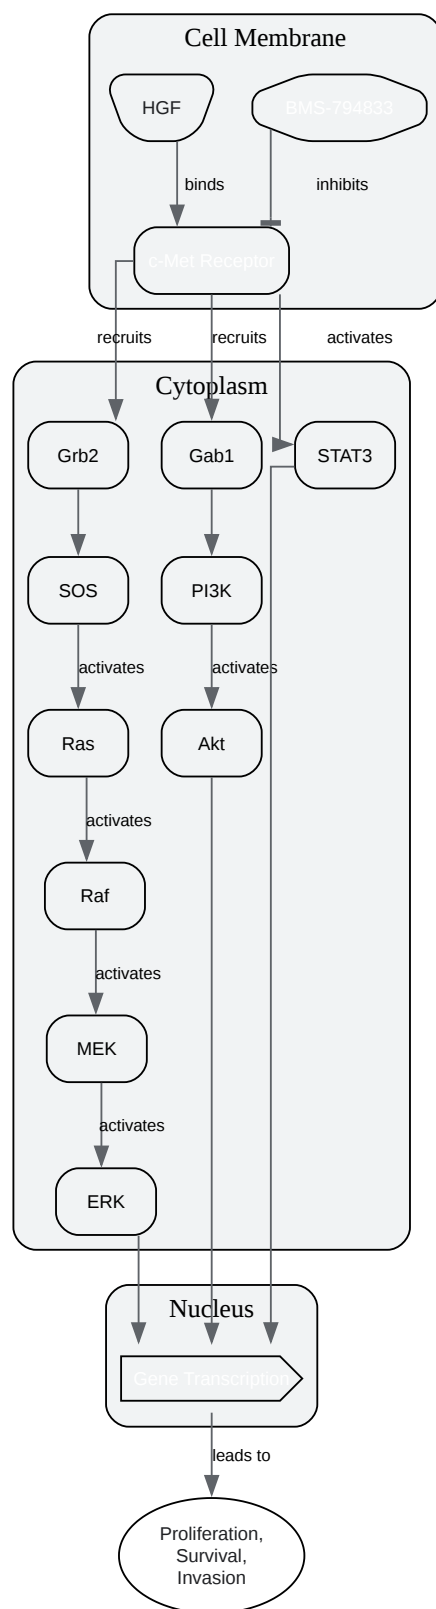 Cell Membrane
HGF
BMS-794833
binds
inhibits
c-Met Receptor
recruits
recruits
activates
Cytoplasm
Grb2
Gab1
STAT3
SOS
PI3K
activates
activates
Ras
Akt
activates
Raf
activates
MEK
activates
ERK
Nucleus
Gene Transcription
leads to
Proliferation,
Survival,
Invasion